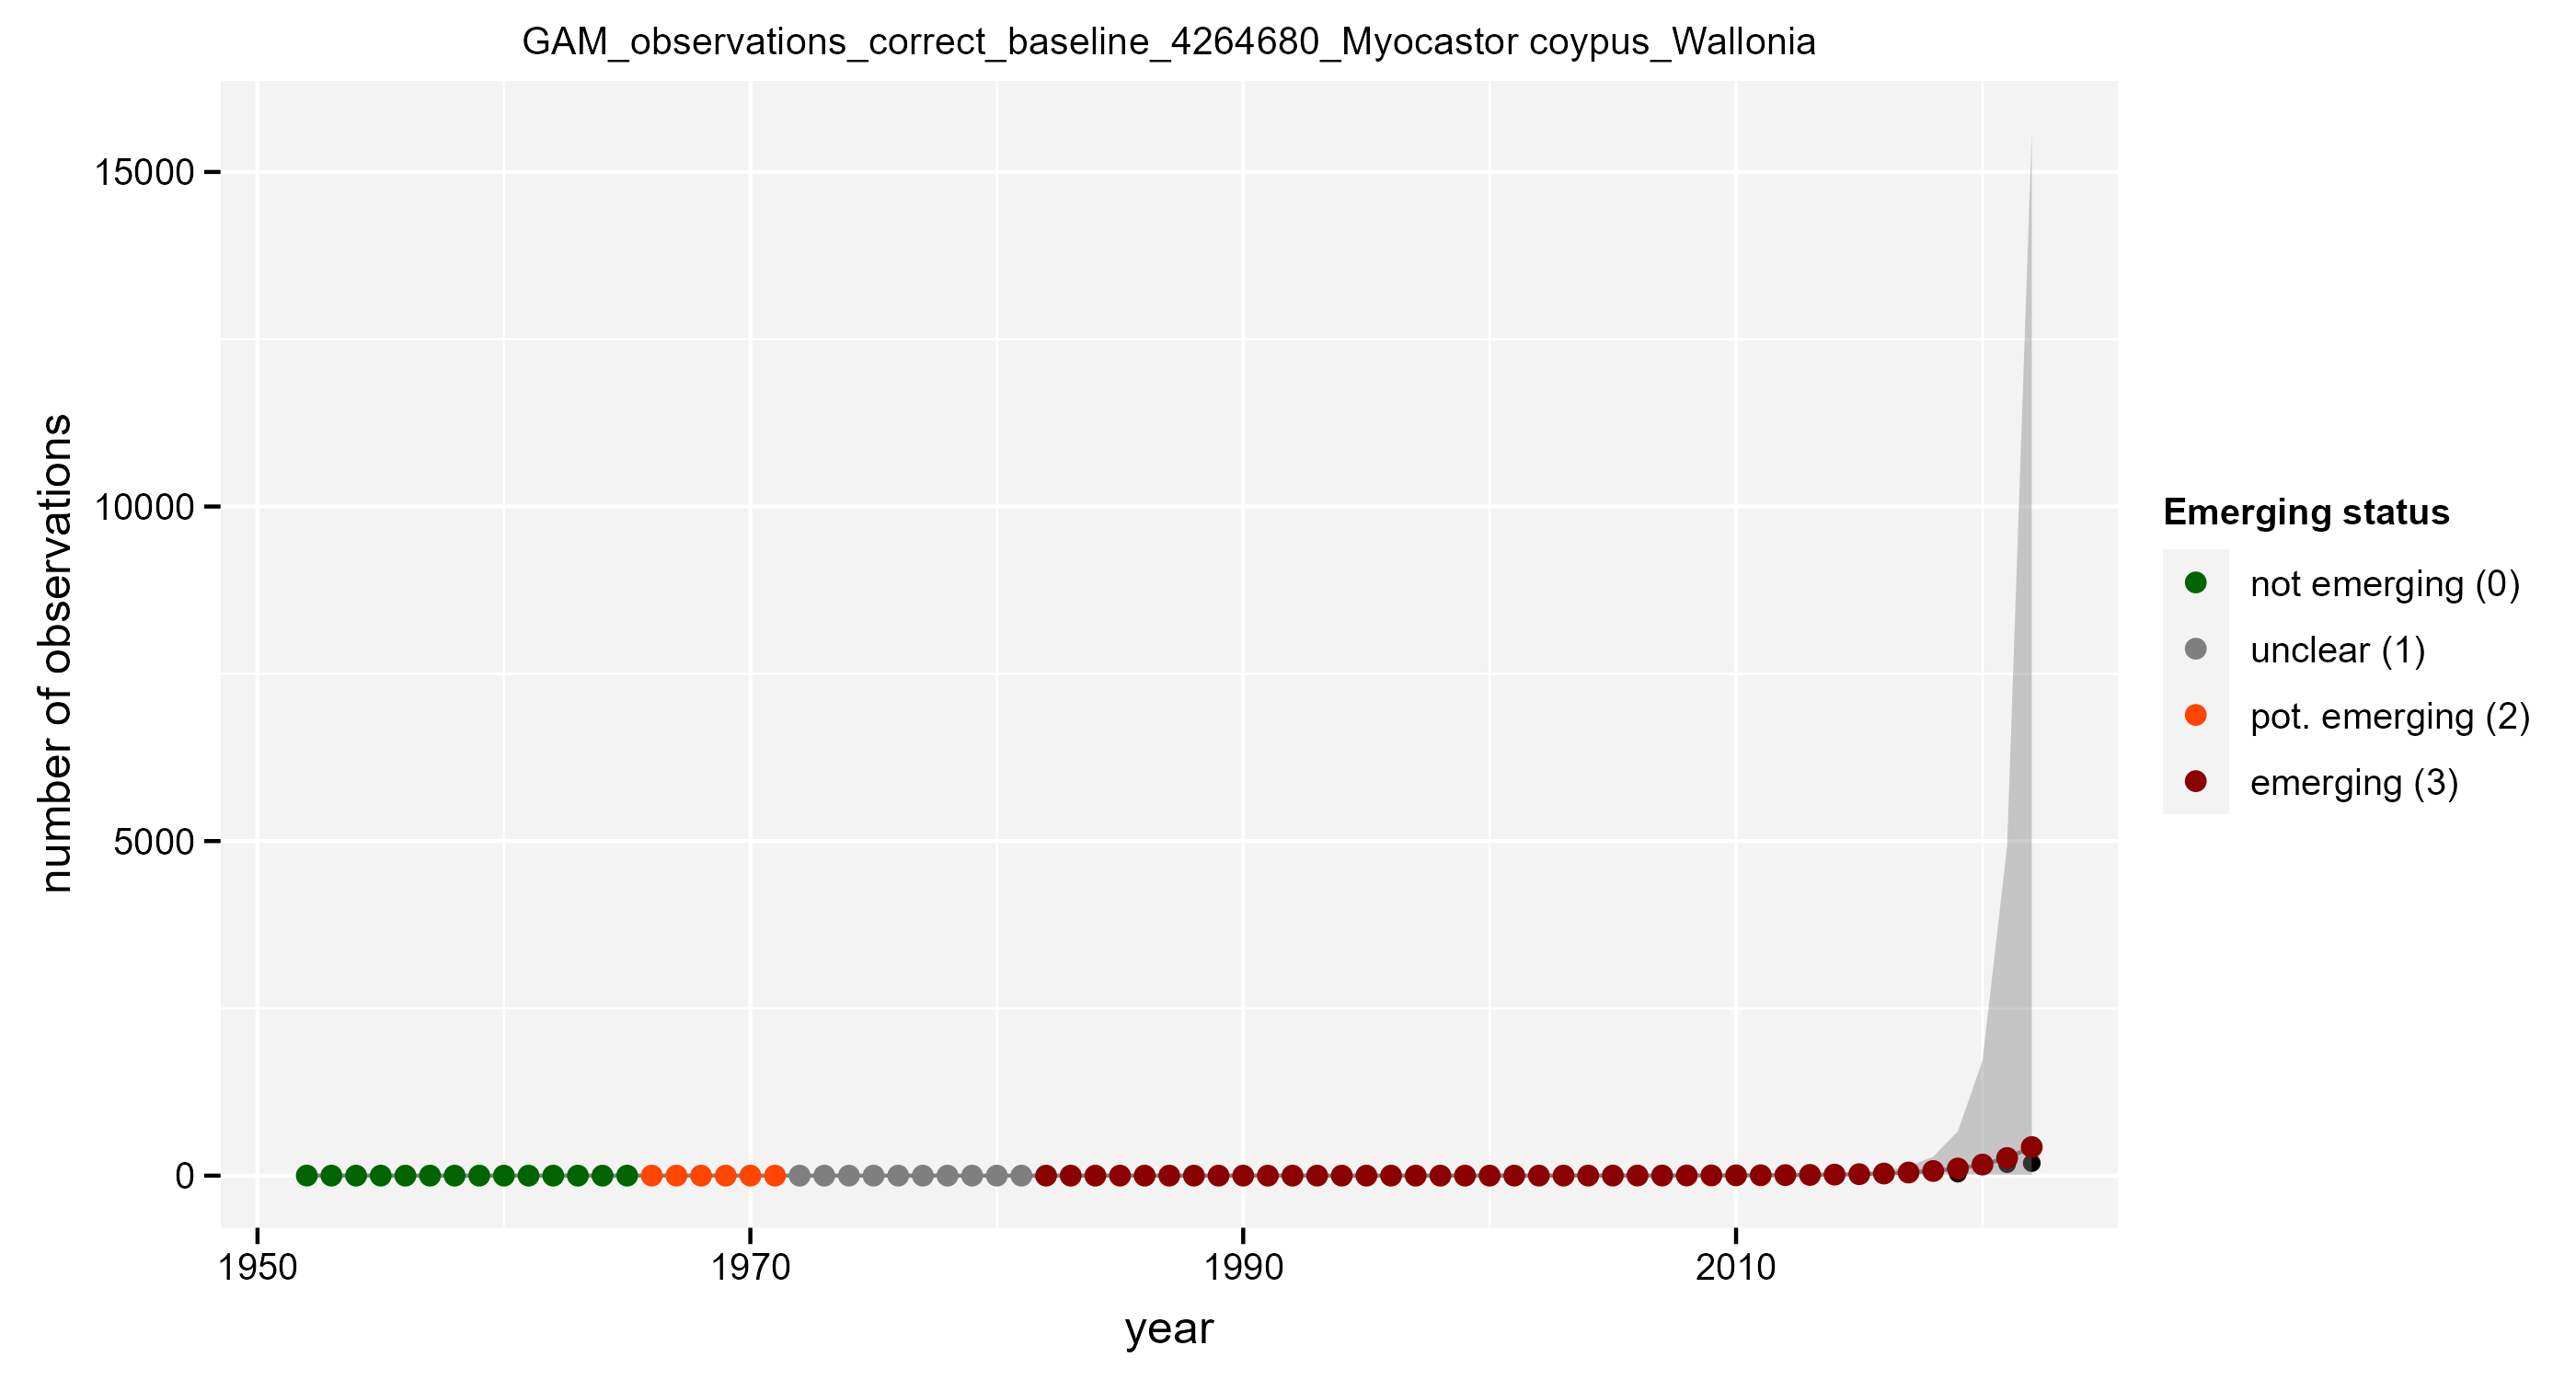 GAM_observations_correct_baseline_4264680_Myocastor coypus_Wallonia
number of observations
15000
10000
5000
0
1950
1970
1990
2010
year
Emerging status
not emerging (0)
unclear (1)
pot. emerging (2)
emerging (3)